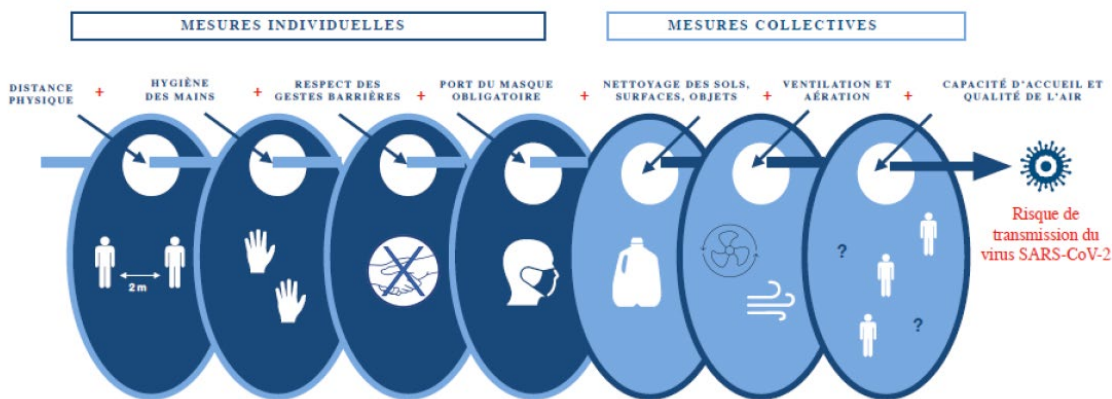 MESURES INDIVIDUELLES
MESURES COLLECTIVES
DISTANCE
PHYSIQUE
+
HYGIÈNE
DES MAINS
+
RESPECT DES
GESTES BARRIÈRES
+
PORT DU MASQUE
OBLIGATOIRE
+
NETTOYAGE DES SOLS,
SURFACES, OBJETS
+
VENTILATION ET
AÉRATION
+
CAPACITÉ D'ACCUEIL ET
QUALITÉ DE L'AIR
2 m
?
?
Risque de
transmission du
virus SARS-CoV-2